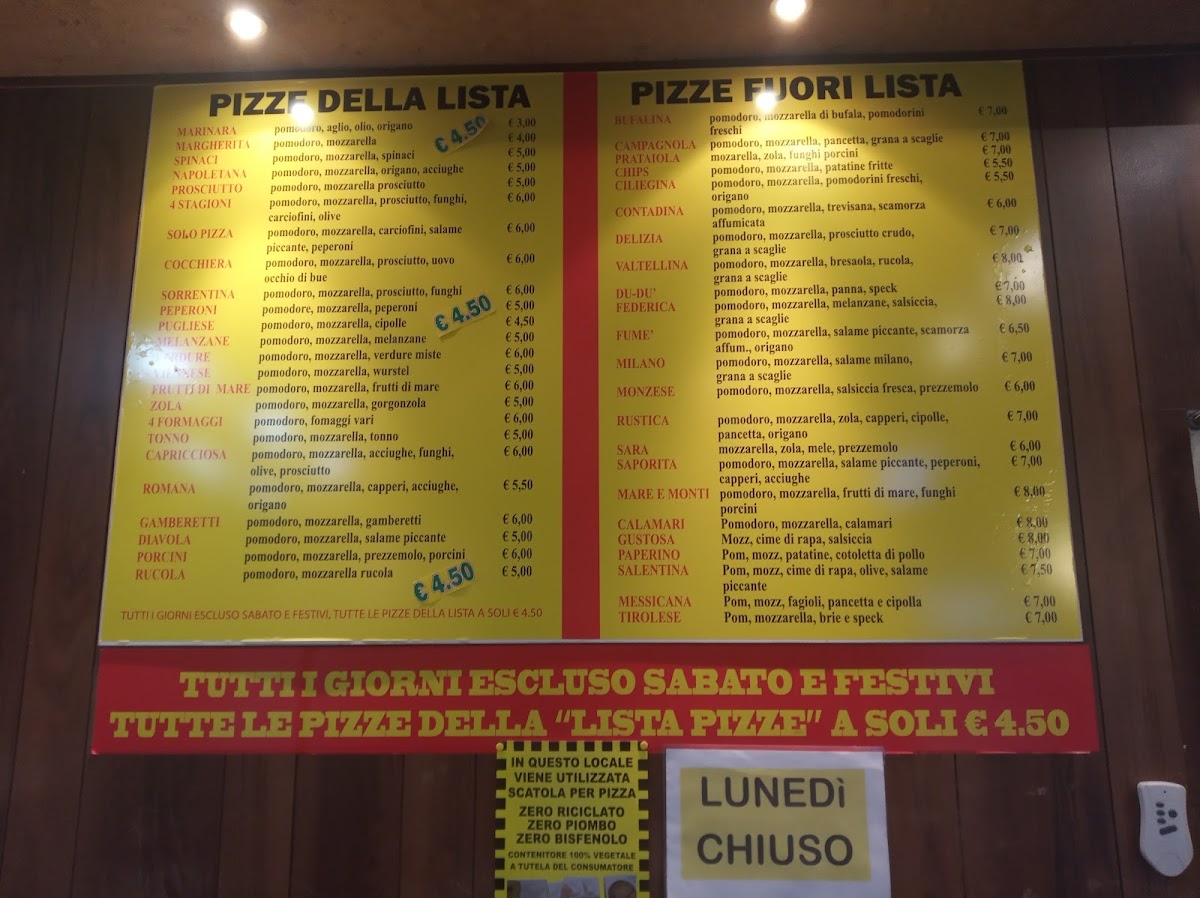 PIZZE DELLA LISTA
MARINARA pomodoro, aglio, olio, origano € 3,00
MARGHERITA pomodoro, mozzarella € 4,00
€ 4.50
SPINACI pomodoro, mozzarella, spinaci € 5,00
NAPOLETANA pomodoro, mozzarella, origano, acciughe € 5,00
PROSCIUTTO pomodoro, mozzarella prosciutto € 5,00
4 STAGIONI pomodoro, mozzarella, prosciutto, funghi, € 6,00
carciofini, olive
SOLO PIZZA pomodoro, mozzarella, carciofini, salame € 6,00
piccante, peperoni
COCCHIERA pomodoro, mozzarella, prosciutto, uovo € 6,00
occhio di bue
SORRENTINA pomodoro, mozzarella, prosciutto, funghi € 6,00
PEPERONI pomodore, mozzarella, peperoni € 5,00
€ 4.50
PUGLIESE pomodoro, mozzarella, cipolle € 4,50
MELANZANE pomodoro, mozzarella, melanzane € 5,00
pomodoro, mozzarella, verdure miste € 6,00
pomodoro, mozzarella, wurstel € 5,00
FRUTTI DI MARE pomodoro, mozzarella, frutti di mare € 6,00
ZOLA pomodoro, mozzarella, gorgonzola € 5,00
4 FORMAGGI pomodoro, fomaggi vari € 6,00
TONNO pomodoro, mozzarella, tonno € 5,00
CAPRICCIOSA pomodoro, mozzarella, acciughe, funghi, € 6,00
olive, prosciutto
ROMANA pomodoro, mozzarella, capperi, acciughe, € 5,50
origano
GAMBERETTI pomodoro, mozzarella, gamberetti € 6,00
DIAVOLA pomodoro, mozzarella, salame piccante € 5,00
PORCINI pomodoro, mozzarella, prezzemolo, porcini € 6,00
RUCOLA pomodoro, mozzarella rucola € 5,00
€ 4.50
TUTTI I GIORNI ESCLUSO SABATO E FESTIVI, TUTTE LE PIZZE DELLA LISTA A SOLI € 4.50
PIZZE FUORI LISTA
BUFALINA pomodoro, mozzarella di bufala, pomodorini € 7,00
freschi
CAMPAGNOLA pomodoro, mozzarella, pancetta, grana a scaglie € 7,00
PRATAIOLA mozarella, zola, funghi porcini € 7,00
CHIPS pomodoro, mozzarella, patatine fritte € 5,50
CILIEGINA pomodoro, mozzarella, pomodorini freschi, € 5,50
origano
CONTADINA pomodoro, mozzarella, trevisana, scamorza € 6,00
affumicata
DELIZIA pomodoro, mozzarella, prosciutto crudo, € 7,00
grana a scaglie
VALTELLINA pomodoro, mozzarella, bresaola, rucola, € 8,00
grana a scaglie
DU-DU' pomodoro, mozzarella, panna, speck € 7,00
FEDERICA pomodoro, mozzarella, melanzane, salsiccia, € 8,00
grana a scaglie
FUME' pomodoro, mozzarella, salame piccante, scamorza € 6,50
affum., origano
MILANO pomodoro, mozzarella, salame milano, € 7,00
grana a scaglie
MONZESE pomodoro, mozzarella, salsiccia fresca, prezzemolo € 6,00
RUSTICA pomodoro, mozzarella, zola, capperi, cipolle, € 7,00
pancetta, origano
SARA mozzarella, zola, mele, prezzemolo € 6,00
SAPORITA pomodoro, mozzarella, salame piccante, peperoni, € 7,00
capperi, acciughe
MARE E MONTI pomodoro, mozzarella, frutti di mare, funghi € 8,00
porcini
CALAMARI Pomodoro, mozzarella, calamari € 8,00
GUSTOSA Mozz, cime di rapa, salsiccia € 8,00
PAPERINO Pom, mozz, patatine, cotoletta di pollo € 7,00
SALENTINA Pom, mozz, cime di rapa, olive, salame € 7,50
piccante
MESSICANA Pom, mozz, fagioli, pancetta e cipolla € 7,00
TIROLESE Pom, mozzarella, brie e speck € 7,00
TUTTI I GIORNI ESCLUSO SABATO E FESTIVI
TUTTE LE PIZZE DELLA "LISTA PIZZE" A SOLI € 4.50
IN QUESTO LOCALE
VIENE UTILIZZATA
SCATOLA PER PIZZA
ZERO RICICLATO
ZERO PIOMBO
ZERO BISFENOLO
CONTENITORE 100% VEGETALE
A TUTELA DEL CONSUMATORE
LUNEDì
CHIUSO